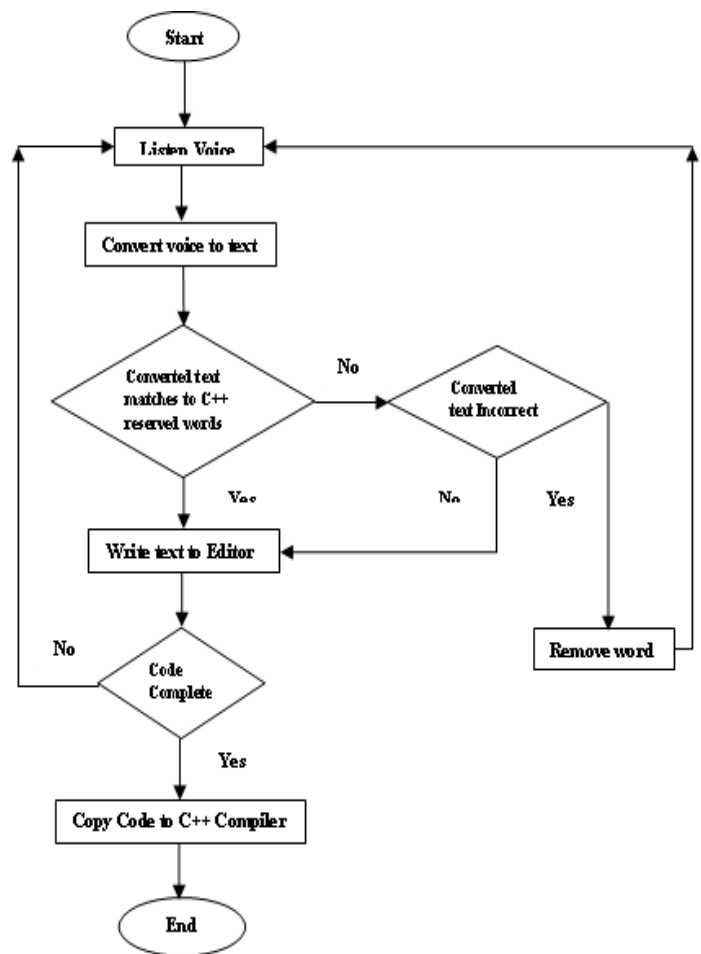 Start
Listen Voice
Convert voice to text
Converted text
matches to C++
reserved words
No
Converted
text Incorrect
Yes
No
Yes
Write text to Editor
No
Code
Complete
Remove word
Yes
Copy Code to C++ Compiler
End